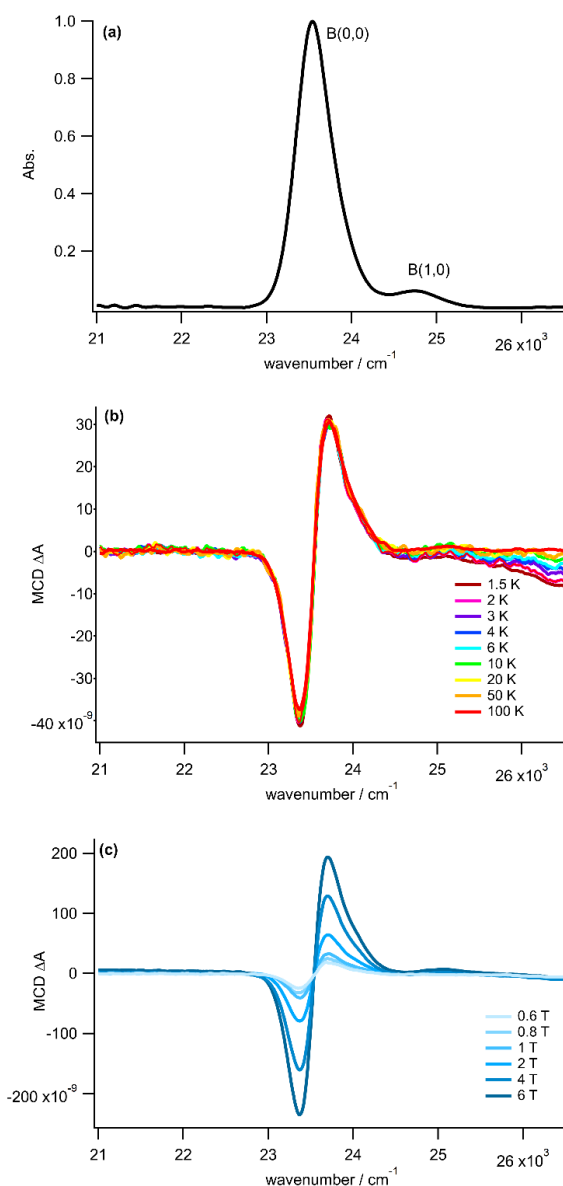 (a)
B(0,0)
B(1,0)
Abs.
1.0
0.8
0.6
0.4
0.2
21 22 23 24 25 26 x10³
wavenumber / cm⁻¹
(b)
MCD ΔA
30
20
10
0
-10
-20
-30
-40 x10⁻⁹
1.5 K
2 K
3 K
4 K
6 K
10 K
20 K
50 K
100 K
21 22 23 24 25 26 x10³
wavenumber / cm⁻¹
(c)
MCD ΔA
200
100
0
-100
-200 x10⁻⁹
0.6 T
0.8 T
1 T
2 T
4 T
6 T
21 22 23 24 25 26 x10³
wavenumber / cm⁻¹